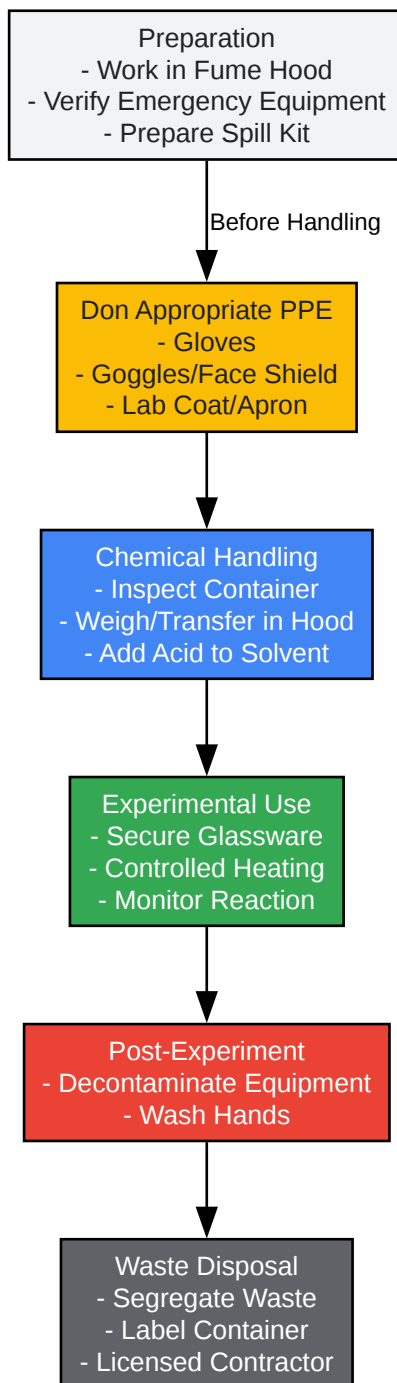 Preparation
- Work in Fume Hood
- Verify Emergency Equipment
- Prepare Spill Kit
Before Handling
Don Appropriate PPE
- Gloves
- Goggles/Face Shield
- Lab Coat/Apron
Chemical Handling
- Inspect Container
- Weigh/Transfer in Hood
- Add Acid to Solvent
Experimental Use
- Secure Glassware
- Controlled Heating
- Monitor Reaction
Post-Experiment
- Decontaminate Equipment
- Wash Hands
Waste Disposal
- Segregate Waste
- Label Container
- Licensed Contractor